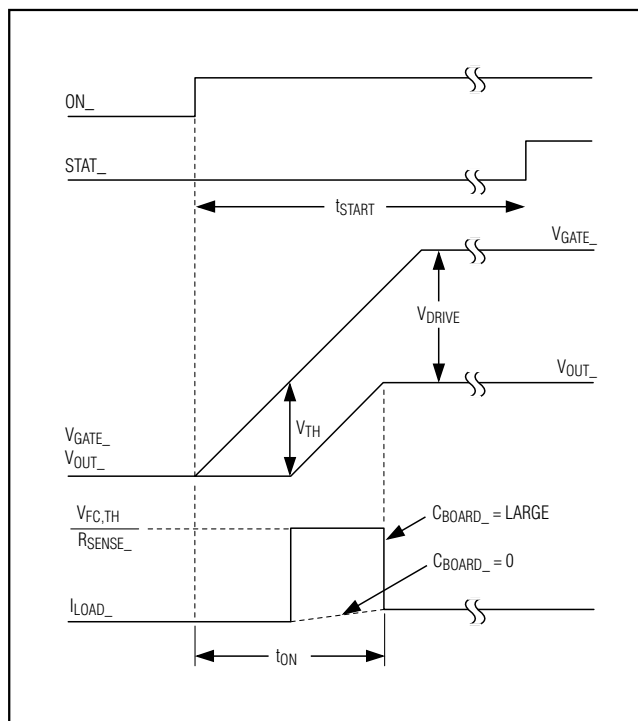 ON_
STAT_
tSTART
VGATE_
VDRIVE
VOUT_
VTH
VGATE_
VOUT_
VFC,TH
RSENSE_
CBOARD_ = LARGE
CBOARD_ = 0
ILOAD_
tON